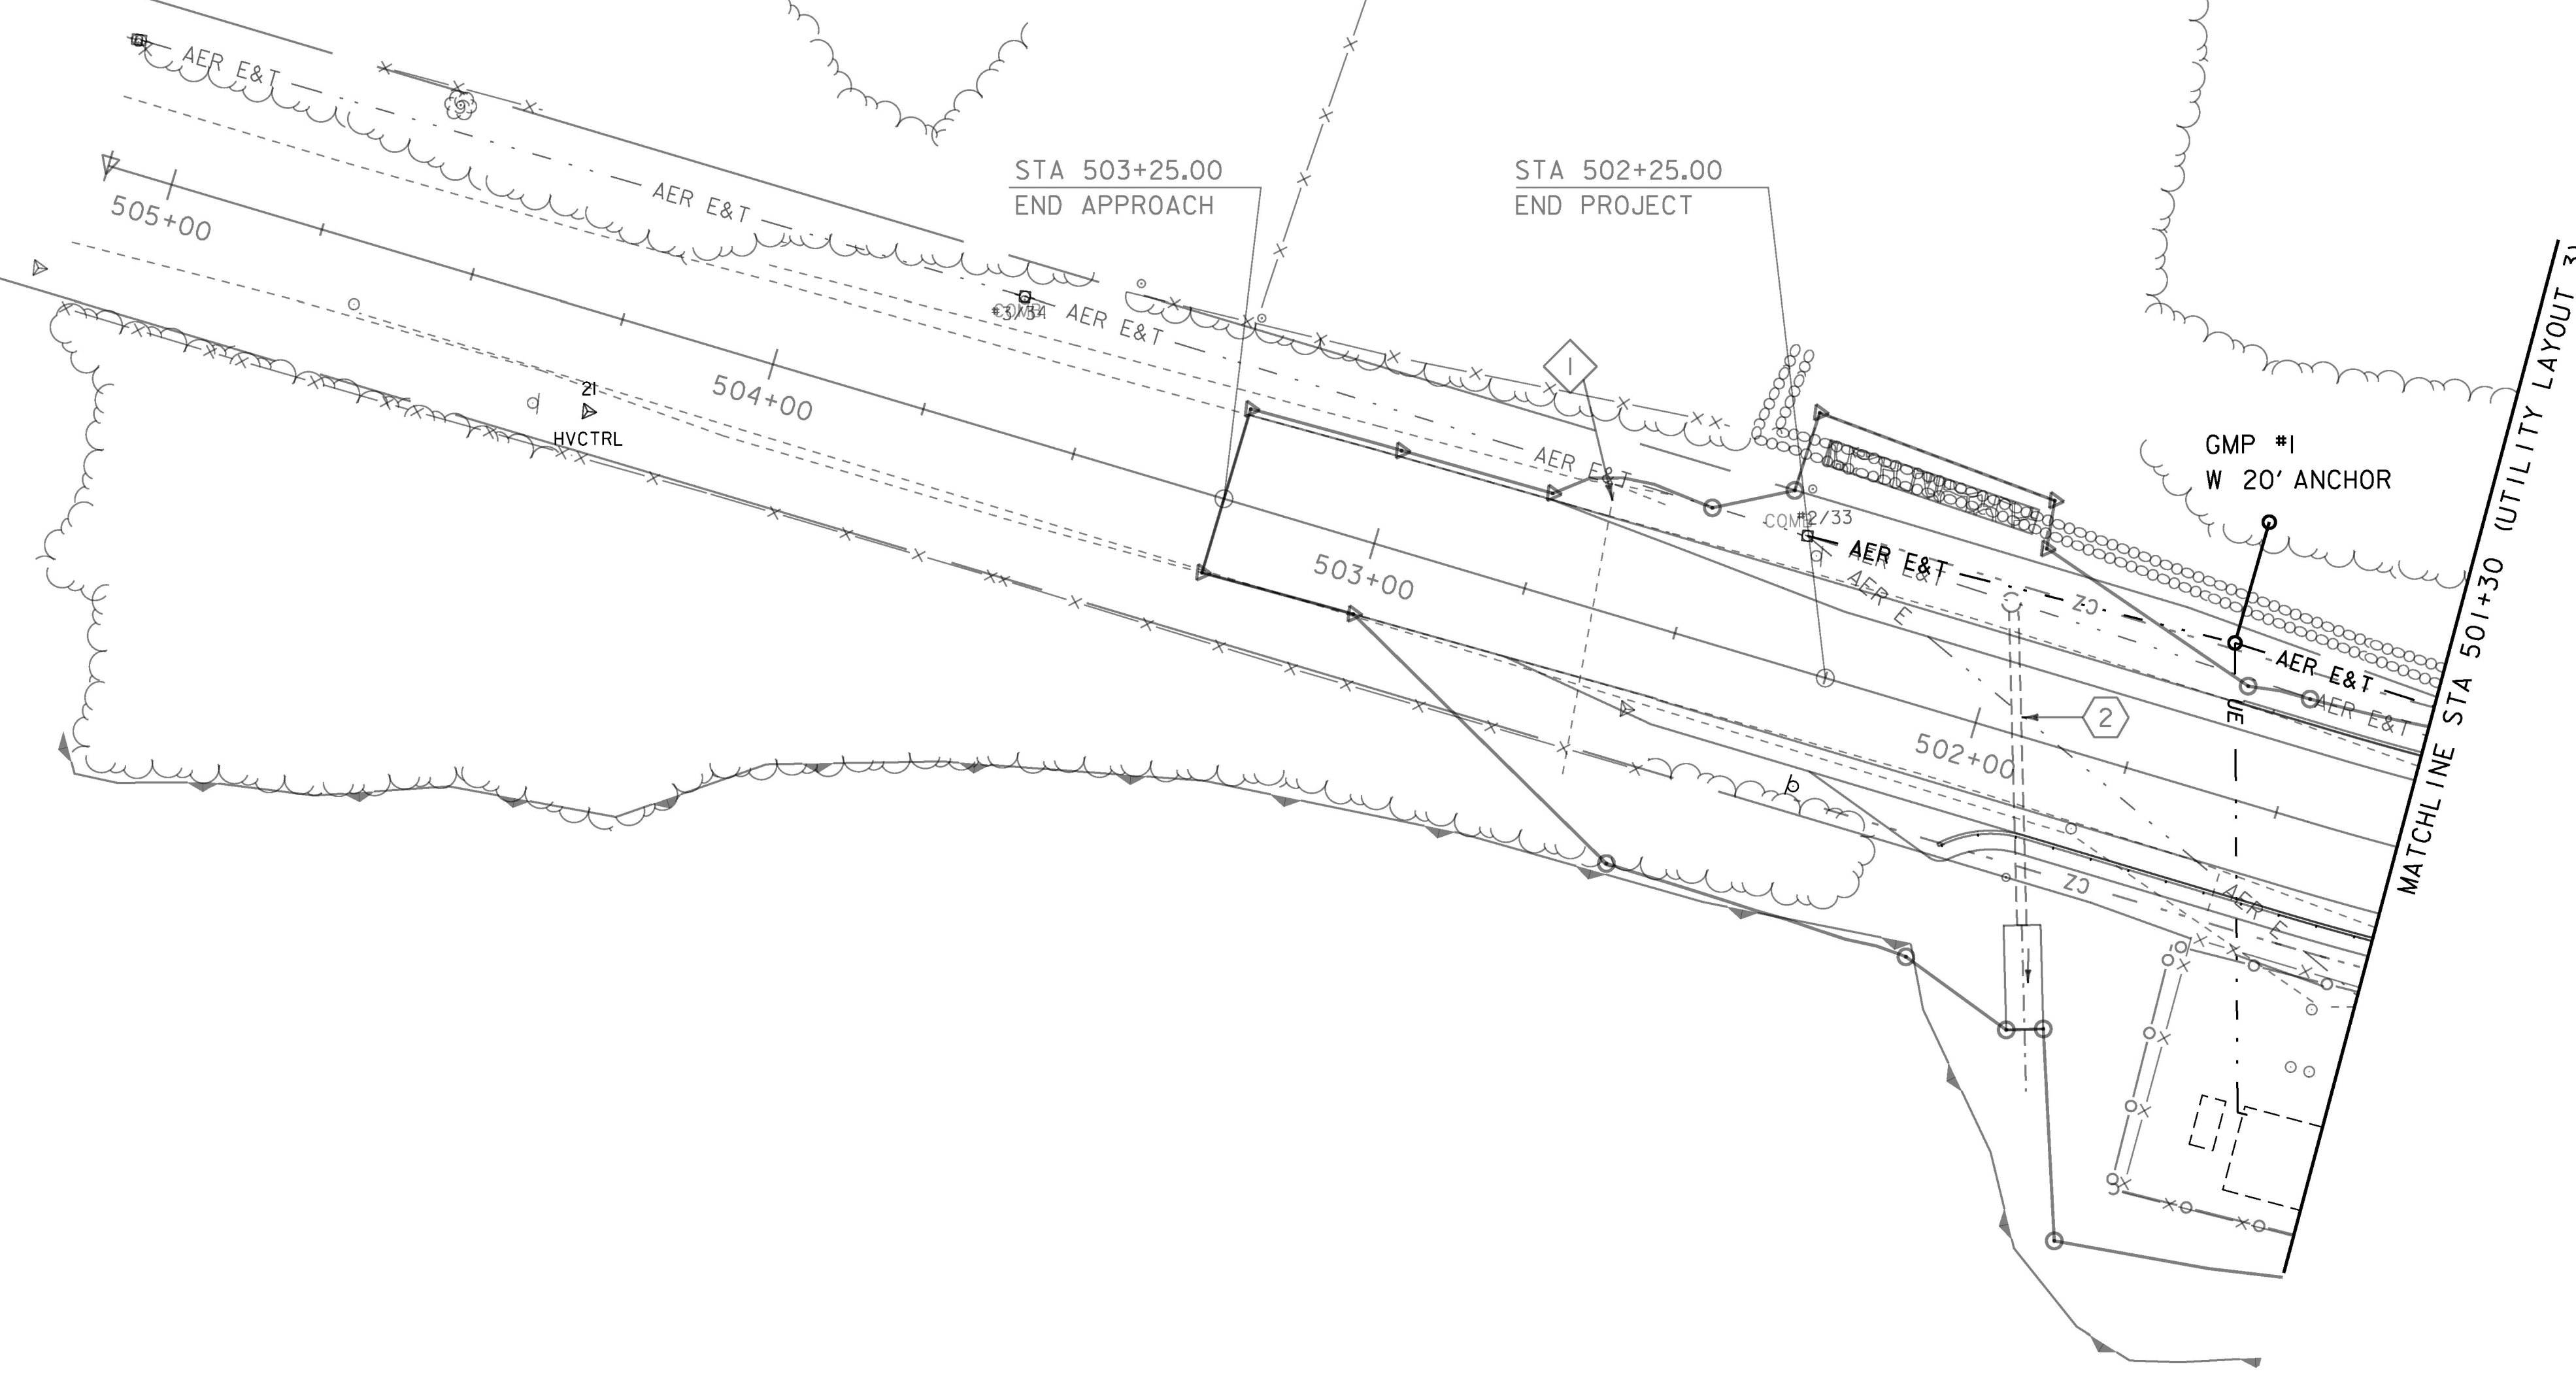 AER E&T
STA 503+25.00
END APPROACH
STA 502+25.00
END PROJECT
AER E&T
505+00
#3/34
AER E&T
1
21
HVCTRL
504+00
AER E&T
GMP #1
W 20' ANCHOR
#2/33
AER E&T
AER E
503+00
CZ
AER E&T
AER E&T
UE
2
502+00
CZ
AER E
MATCHLINE STA 501+30 (UTILITY LAYOUT